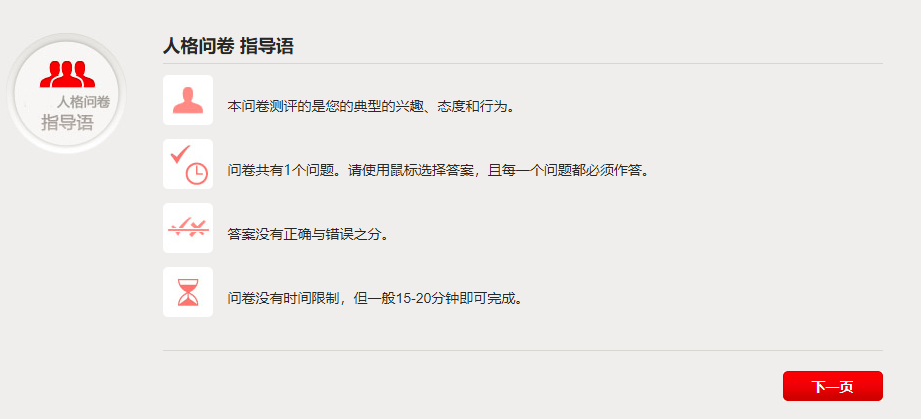 人格问卷 指导语
人格问卷
指导语
本问卷测评的是您的典型的兴趣、态度和行为。
问卷共有1个问题。请使用鼠标选择答案，且每一个问题都必须作答。
答案没有正确与错误之分。
问卷没有时间限制，但一般15-20分钟即可完成。
下一页